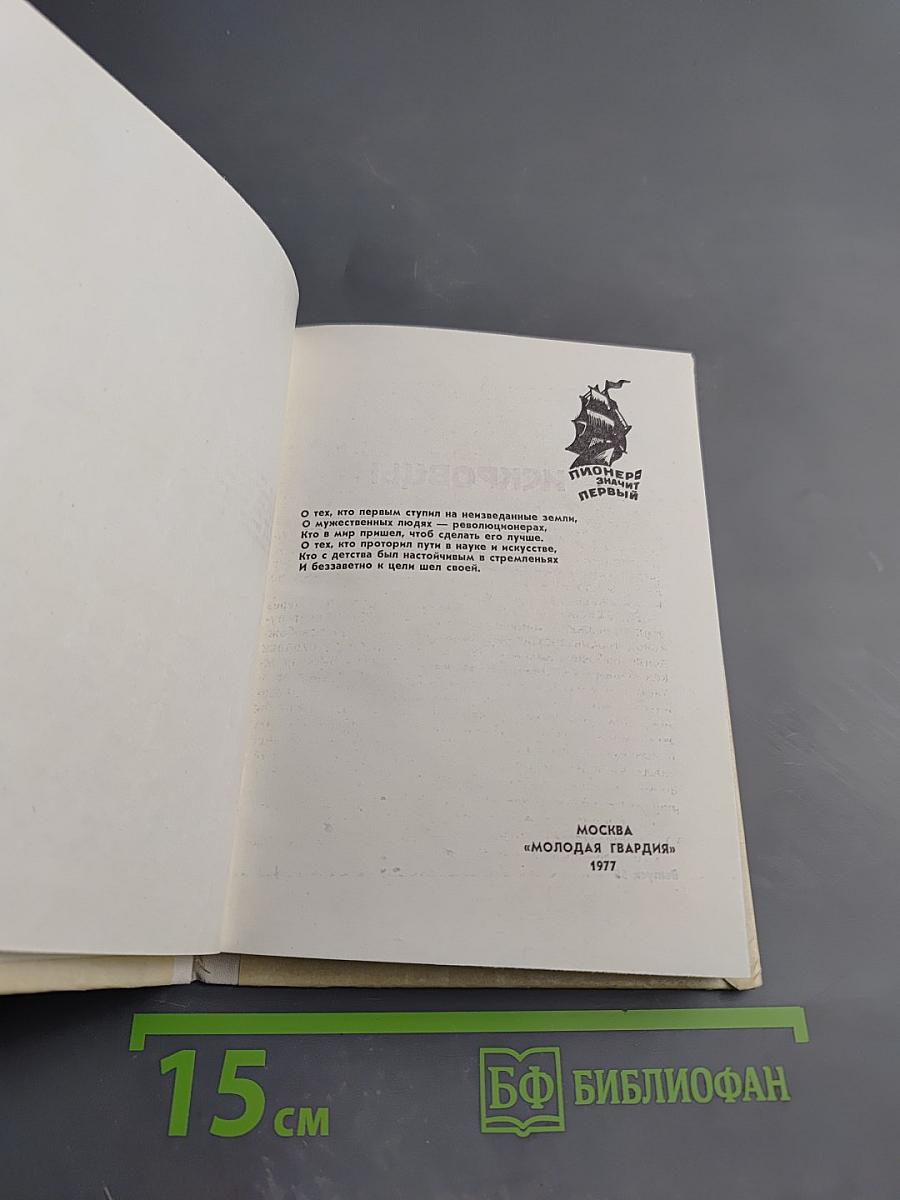 ПИОНЕР
ЗНАЧИТ
ПЕРВЫЙ
О тех, кто первым ступил на неизведанные земли,
О мужественных людях — революционерах,
Кто в мир пришел, чтоб сделать его лучше.
О тех, кто проторил пути в науке и искусстве,
Кто с детства был настойчивым в стремленьях
И беззаветно к цели шел своей.
МОСКВА
«МОЛОДАЯ ГВАРДИЯ»
1977
15 см
БФ БИБЛИОФАН